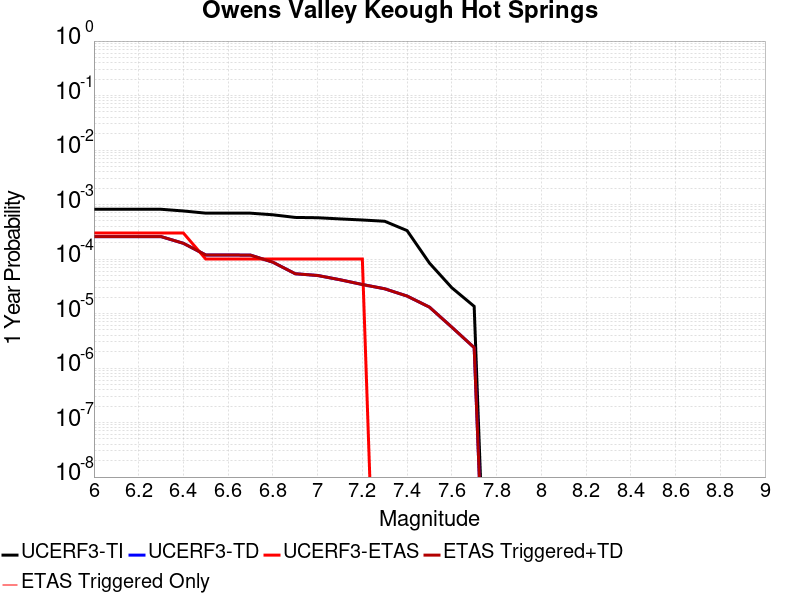 Owens Valley Keough Hot Springs
10^0
10^-1
10^-2
10^-3
10^-4
10^-5
10^-6
10^-7
10^-8
1 Year Probability
6 6.2 6.4 6.6 6.8 7 7.2 7.4 7.6 7.8 8 8.2 8.4 8.6 8.8 9
Magnitude
UCERF3-TI UCERF3-TD UCERF3-ETAS ETAS Triggered+TD
ETAS Triggered Only